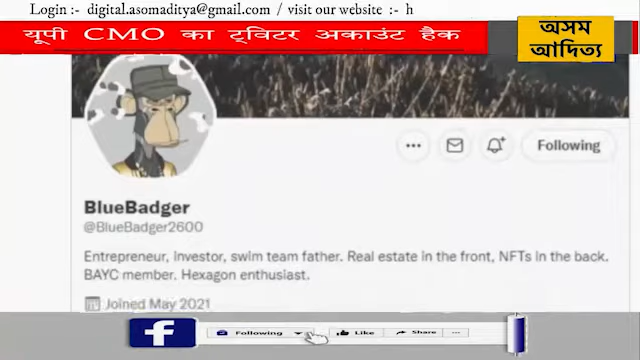 Login :- digital.asomaditya@gmail.com / visit our website :- h
यूपी CMO का ट्विटर अकाउंट हैक
অসম
আদিত্য
Following
BlueBadger
@BlueBadger2600
Entrepreneur, Investor, swim team father. Real estate in the front, NFTs in the back.
BAYC member. Hexagon enthusiast.
Joined May 2021
f
Following
Like
Share